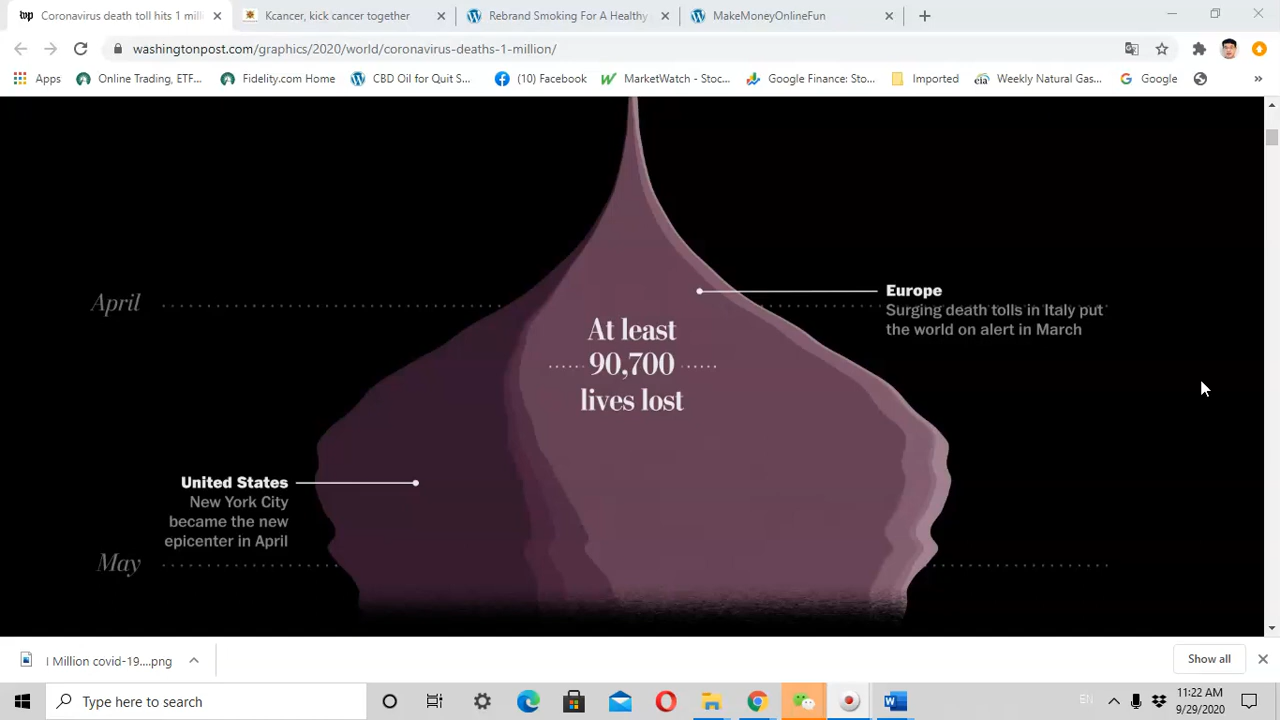 Coronavirus death toll hits 1 mill
Kcancer, kick cancer together
Rebrand Smoking For A Healthy
MakeMoneyOnlineFun
washingtonpost.com/graphics/2020/world/coronavirus-deaths-1-million/
Apps
Online Trading, ETF...
Fidelity.com Home
CBD Oil for Quit S...
(10) Facebook
MarketWatch - Stoc...
Google Finance: Sto...
Imported
eia
Weekly Natural Gas...
Google
»
April
Europe
Surging death tolls in Italy put
the world on alert in March
At least
90,700
lives lost
United States
New York City
became the new
epicenter in April
May
I Million covid-19....png
Show all
Type here to search
EN
11:22 AM
9/29/2020